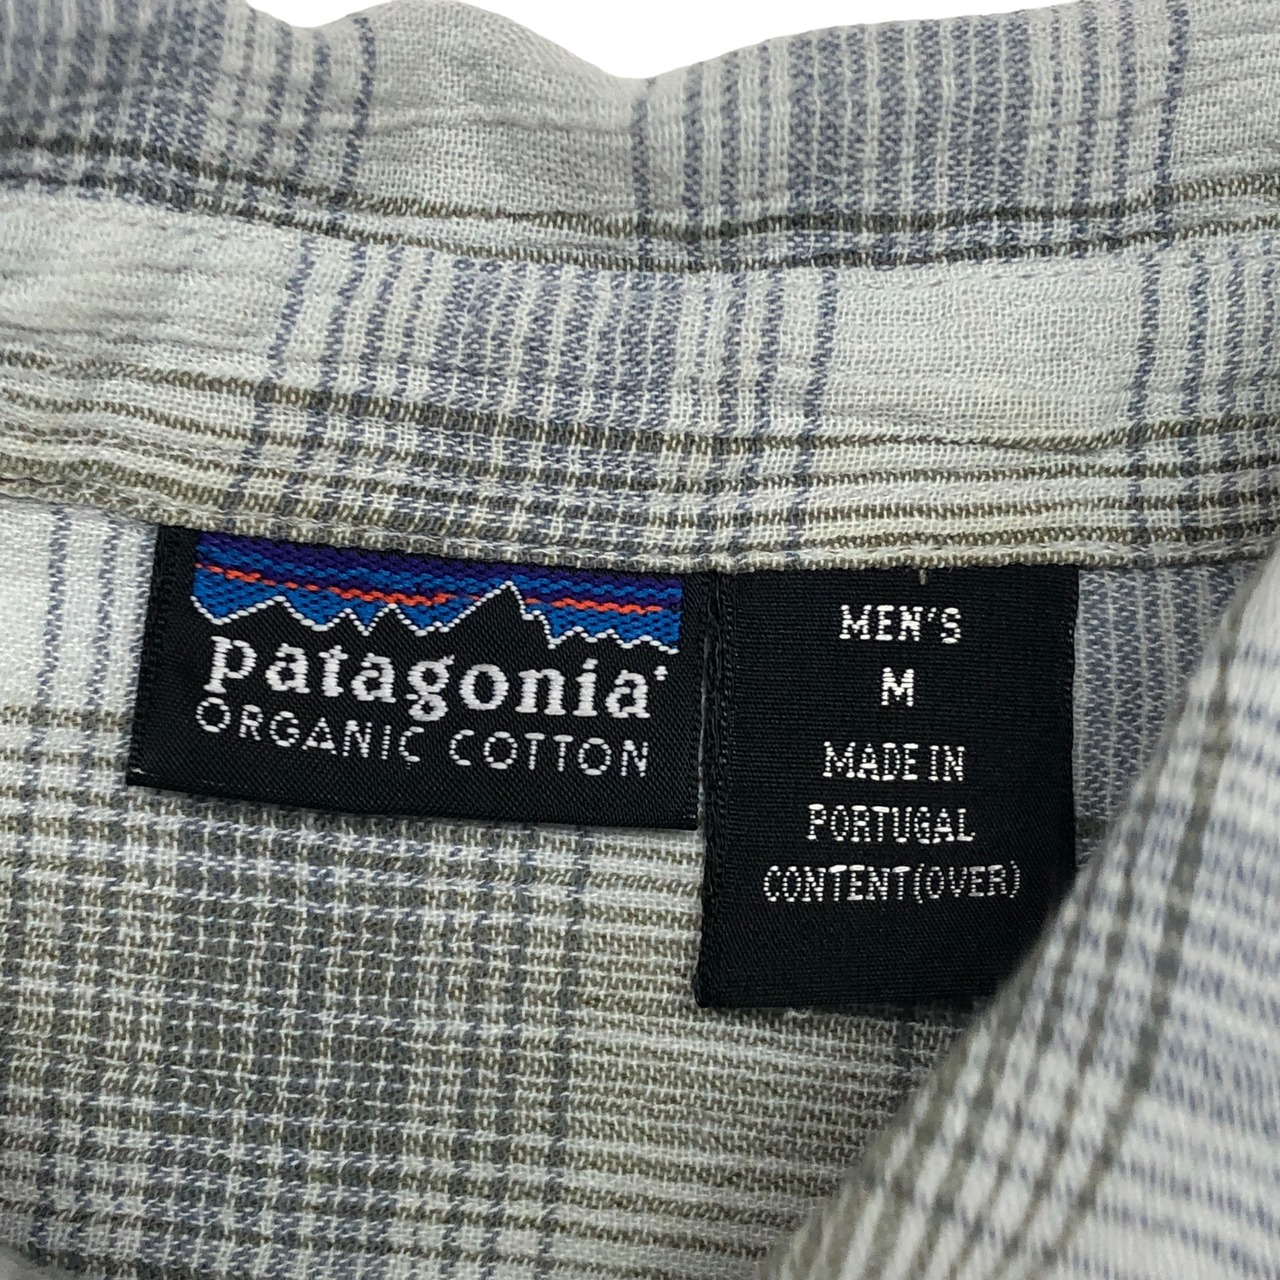 patagonia
ORGANIC COTTON
MEN'S
M
MADE IN
PORTUGAL
CONTENT(OVER)